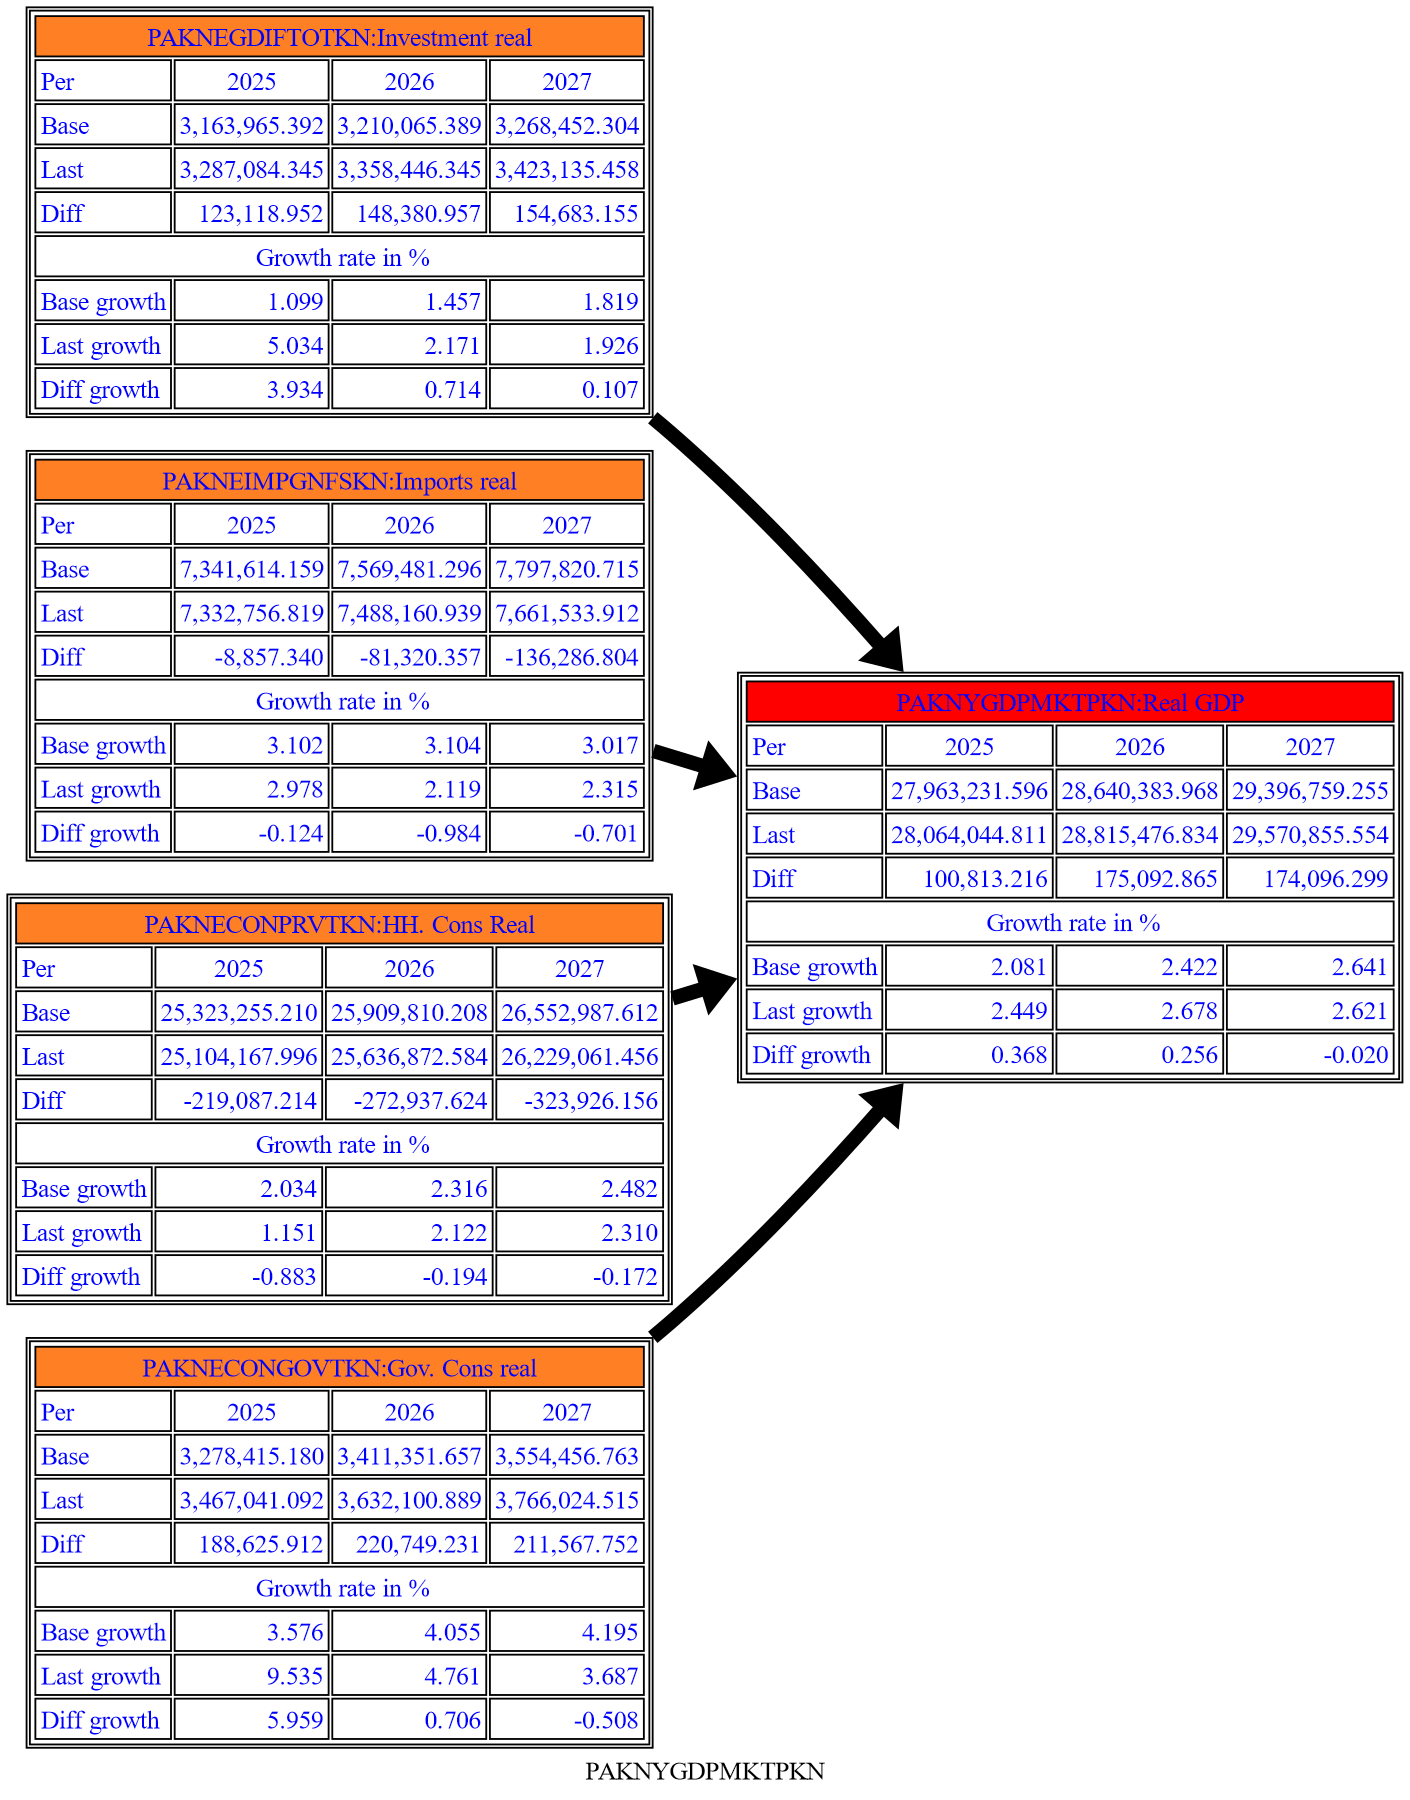 PAKNEGDIFTOTKN:Investment real
Per 2025 2026 2027
Base 3,163,965.392 3,210,065.389 3,268,452.304
Last 3,287,084.345 3,358,446.345 3,423,135.458
Diff 123,118.952 148,380.957 154,683.155
Growth rate in %
Base growth 1.099 1.457 1.819
Last growth 5.034 2.171 1.926
Diff growth 3.934 0.714 0.107
PAKNEIMPGNFSKN:Imports real
Per 2025 2026 2027
Base 7,341,614.159 7,569,481.296 7,797,820.715
Last 7,332,756.819 7,488,160.939 7,661,533.912
Diff -8,857.340 -81,320.357 -136,286.804
Growth rate in %
Base growth 3.102 3.104 3.017
Last growth 2.978 2.119 2.315
Diff growth -0.124 -0.984 -0.701
PAKNECONPRVTKN:HH. Cons Real
Per 2025 2026 2027
Base 25,323,255.210 25,909,810.208 26,552,987.612
Last 25,104,167.996 25,636,872.584 26,229,061.456
Diff -219,087.214 -272,937.624 -323,926.156
Growth rate in %
Base growth 2.034 2.316 2.482
Last growth 1.151 2.122 2.310
Diff growth -0.883 -0.194 -0.172
PAKNECONGOVTKN:Gov. Cons real
Per 2025 2026 2027
Base 3,278,415.180 3,411,351.657 3,554,456.763
Last 3,467,041.092 3,632,100.889 3,766,024.515
Diff 188,625.912 220,749.231 211,567.752
Growth rate in %
Base growth 3.576 4.055 4.195
Last growth 9.535 4.761 3.687
Diff growth 5.959 0.706 -0.508
PAKNYGDPMKTPKN:Real GDP
Per 2025 2026 2027
Base 27,963,231.596 28,640,383.968 29,396,759.255
Last 28,064,044.811 28,815,476.834 29,570,855.554
Diff 100,813.216 175,092.865 174,096.299
Growth rate in %
Base growth 2.081 2.422 2.641
Last growth 2.449 2.678 2.621
Diff growth 0.368 0.256 -0.020
PAKNYGDPMKTPKN